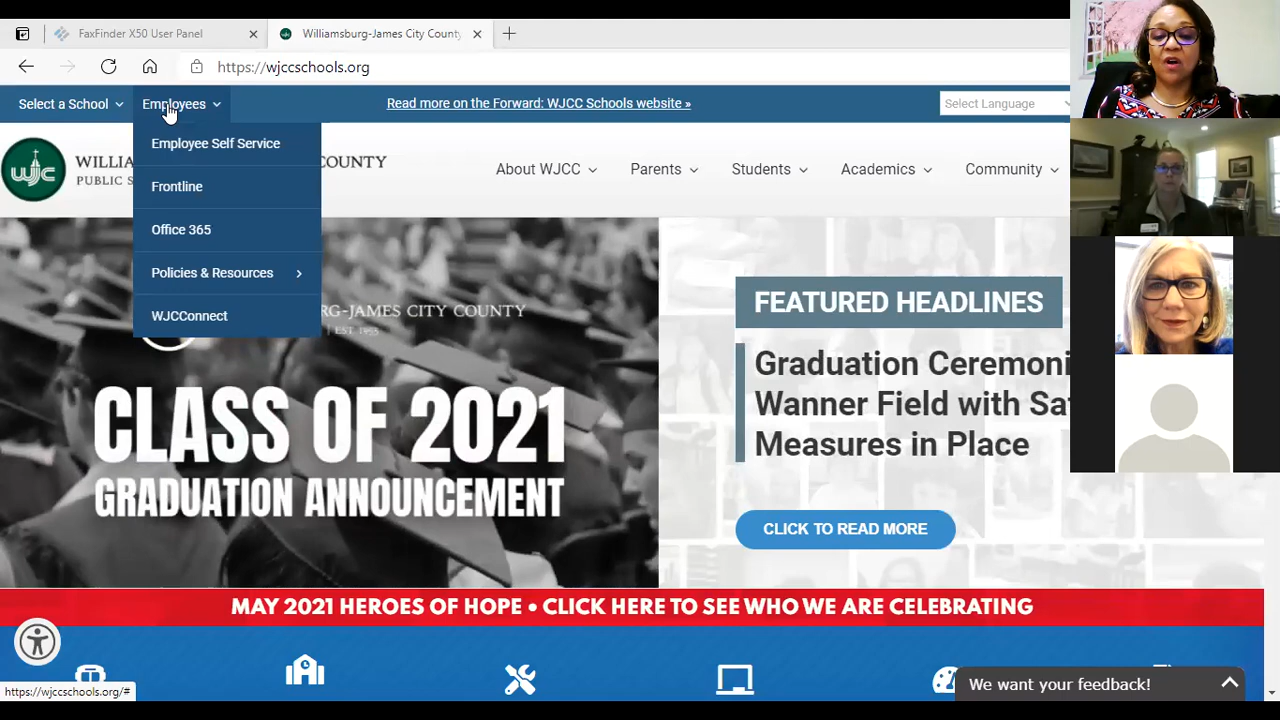 FaxFinder X50 User Panel
Williamsburg-James City County
https://wjccschools.org
Select a School
Employees
Read more on the Forward: WJCC Schools website »
Select Language
Employee Self Service
Frontline
Office 365
Policies & Resources
WJCConnect
wjc
WILLI COUNTY
PUBLIC S
About WJCC
Parents
Students
Academics
Community
RG-JAMES CITY COUNTY
EST. 1955
CLASS OF 2021
GRADUATION ANNOUNCEMENT
FEATURED HEADLINES
Graduation Ceremoni
Wanner Field with Sa
Measures in Place
CLICK TO READ MORE
MAY 2021 HEROES OF HOPE • CLICK HERE TO SEE WHO WE ARE CELEBRATING
https://wjccschools.org/#
We want your feedback!